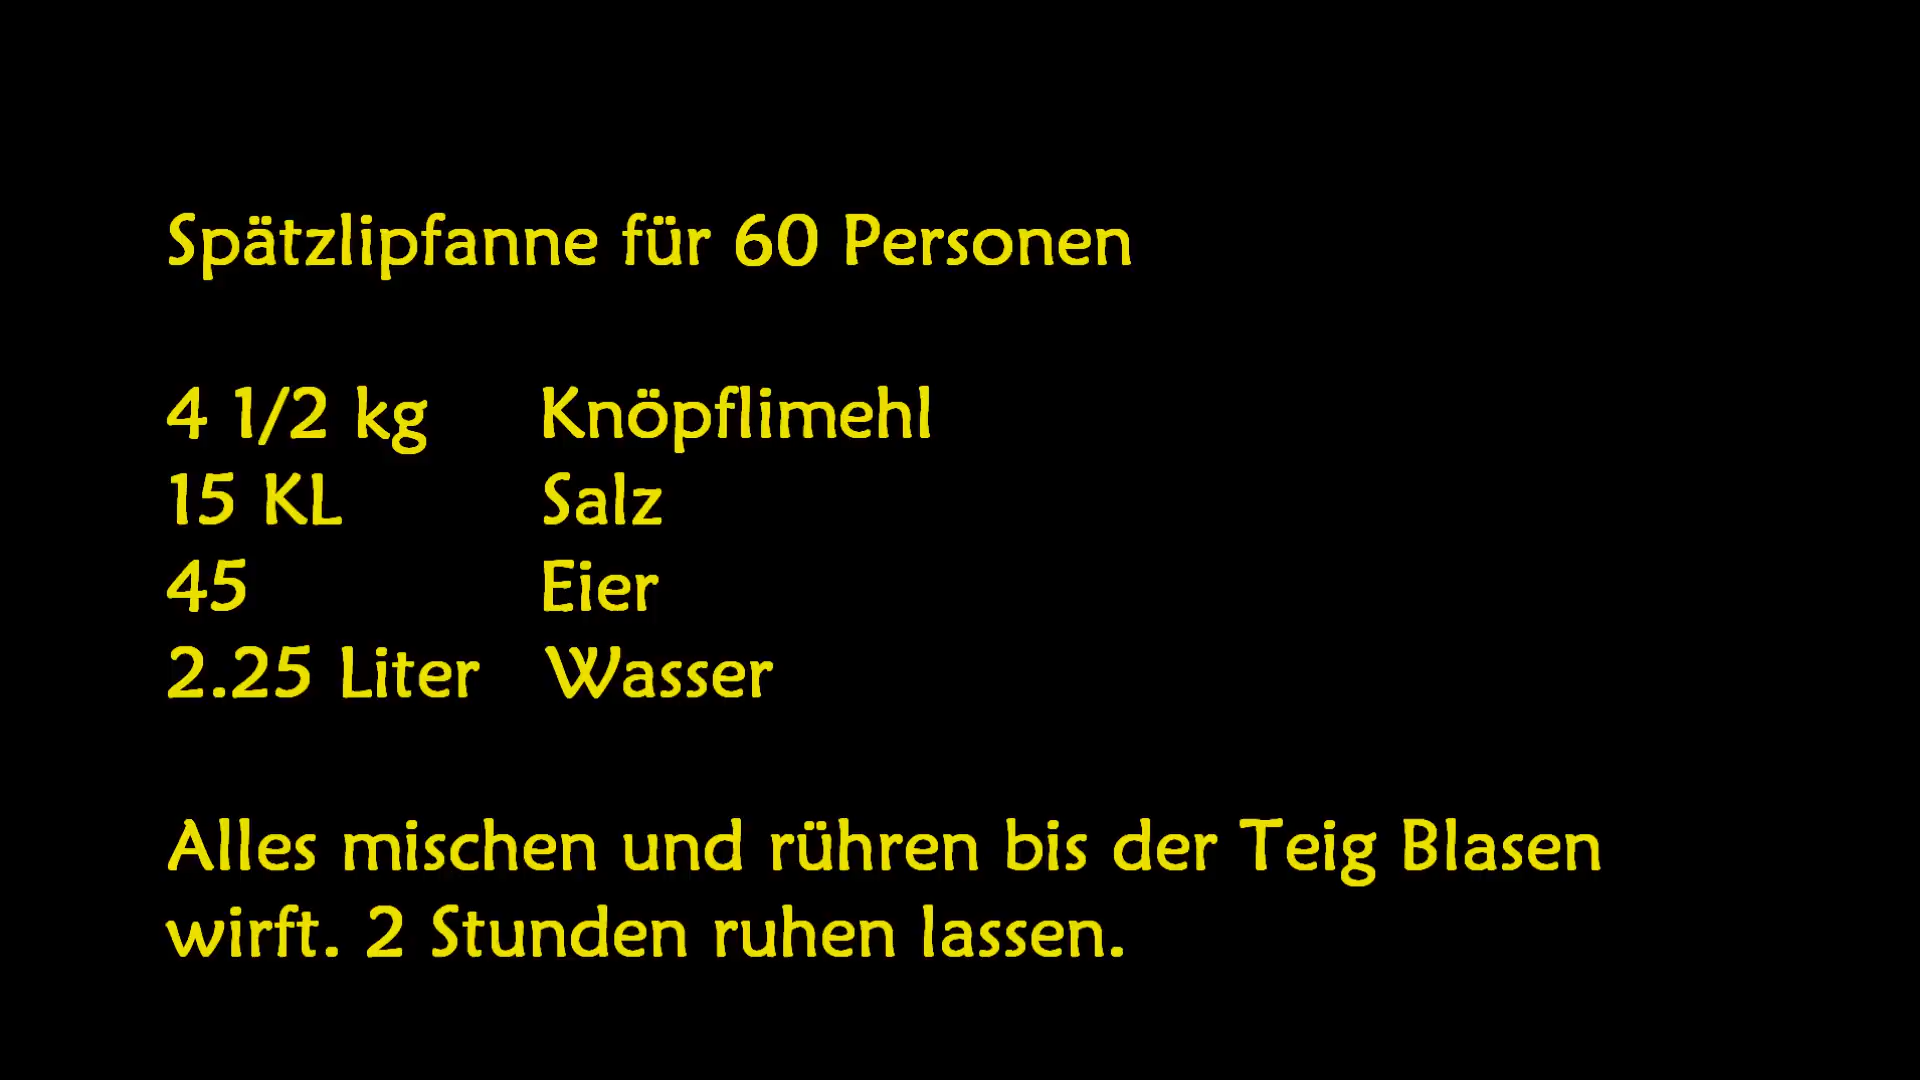 Spätzlipfanne für 60 Personen
4 1/2 kg Knöpflimehl
15 KL Salz
45 Eier
2.25 Liter Wasser
Alles mischen und rühren bis der Teig Blasen
wirft. 2 Stunden ruhen lassen.